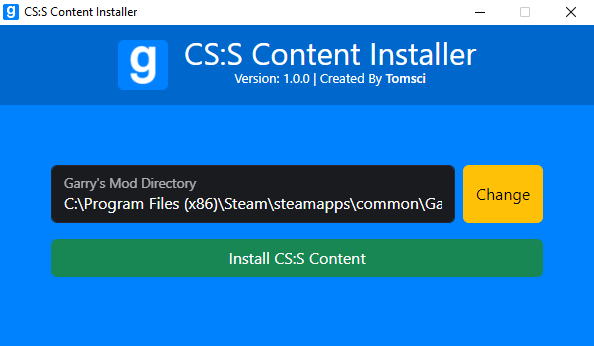 CS:S Content Installer
g CS:S Content Installer
Version: 1.0.0 | Created By Tomsci
Garry's Mod Directory
C:\Program Files (x86)\Steam\steamapps\common\Ga
Change
Install CS:S Content